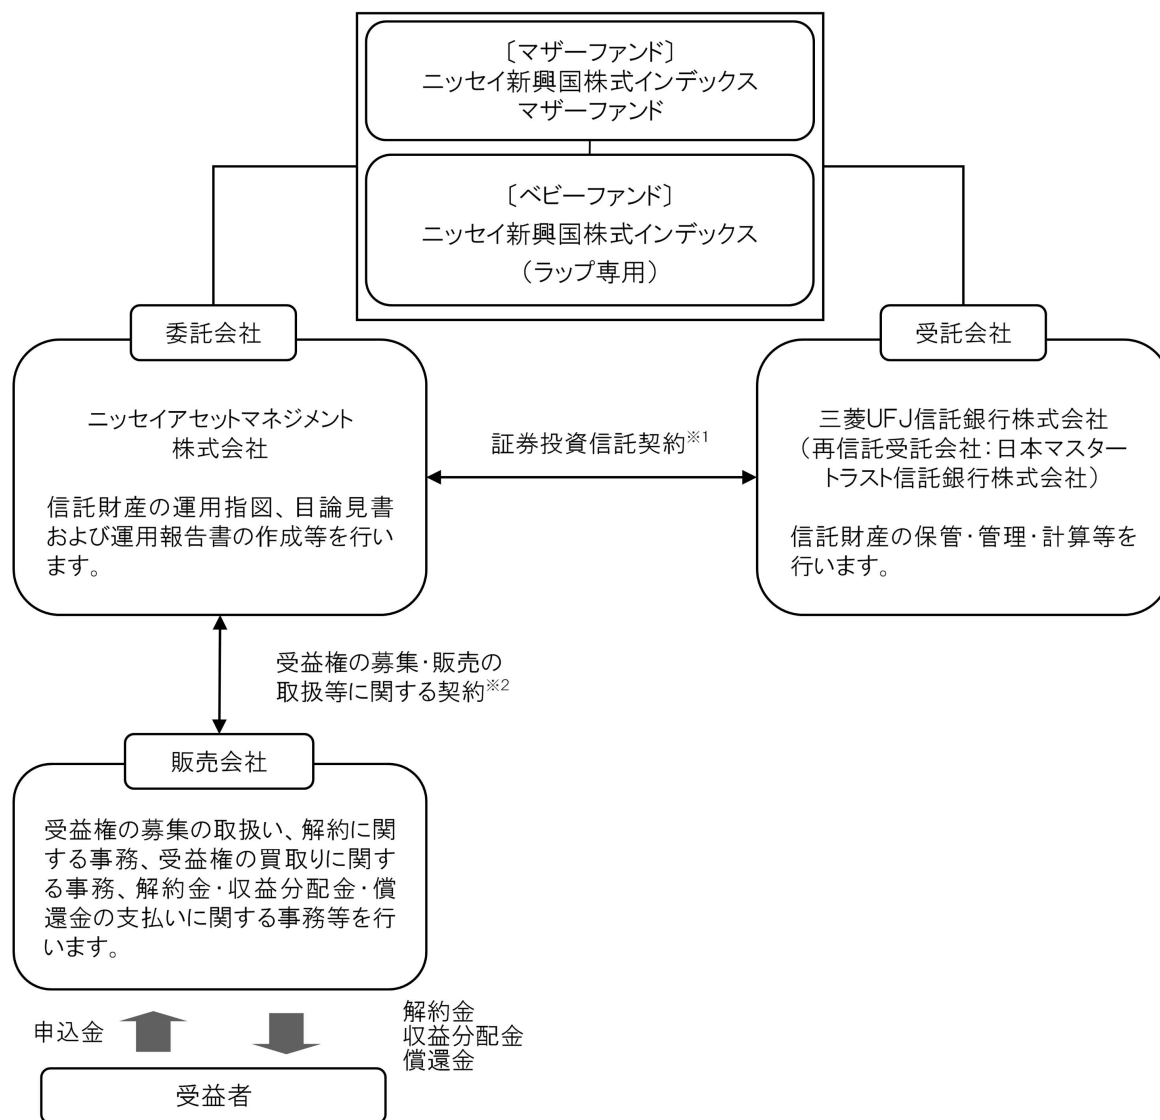 〔マザーファンド〕
ニッセイ新興国株式インデックス
マザーファンド
〔ベビーファンド〕
ニッセイ新興国株式インデックス
（ラップ専用）
委託会社
ニッセイアセットマネジメント
株式会社
信託財産の運用指図、目論見書
および運用報告書の作成等を行い
ます。
証券投資信託契約※1
受託会社
三菱UFJ信託銀行株式会社
（再信託受託会社：日本マスター
トラスト信託銀行株式会社）
信託財産の保管・管理・計算等を
行います。
受益権の募集・販売の
取扱等に関する契約※2
販売会社
受益権の募集の取扱い、解約に関
する事務、受益権の買取りに関す
る事務、解約金・収益分配金・償
還金の支払いに関する事務等を行
います。
申込金
解約金
収益分配金
償還金
受益者